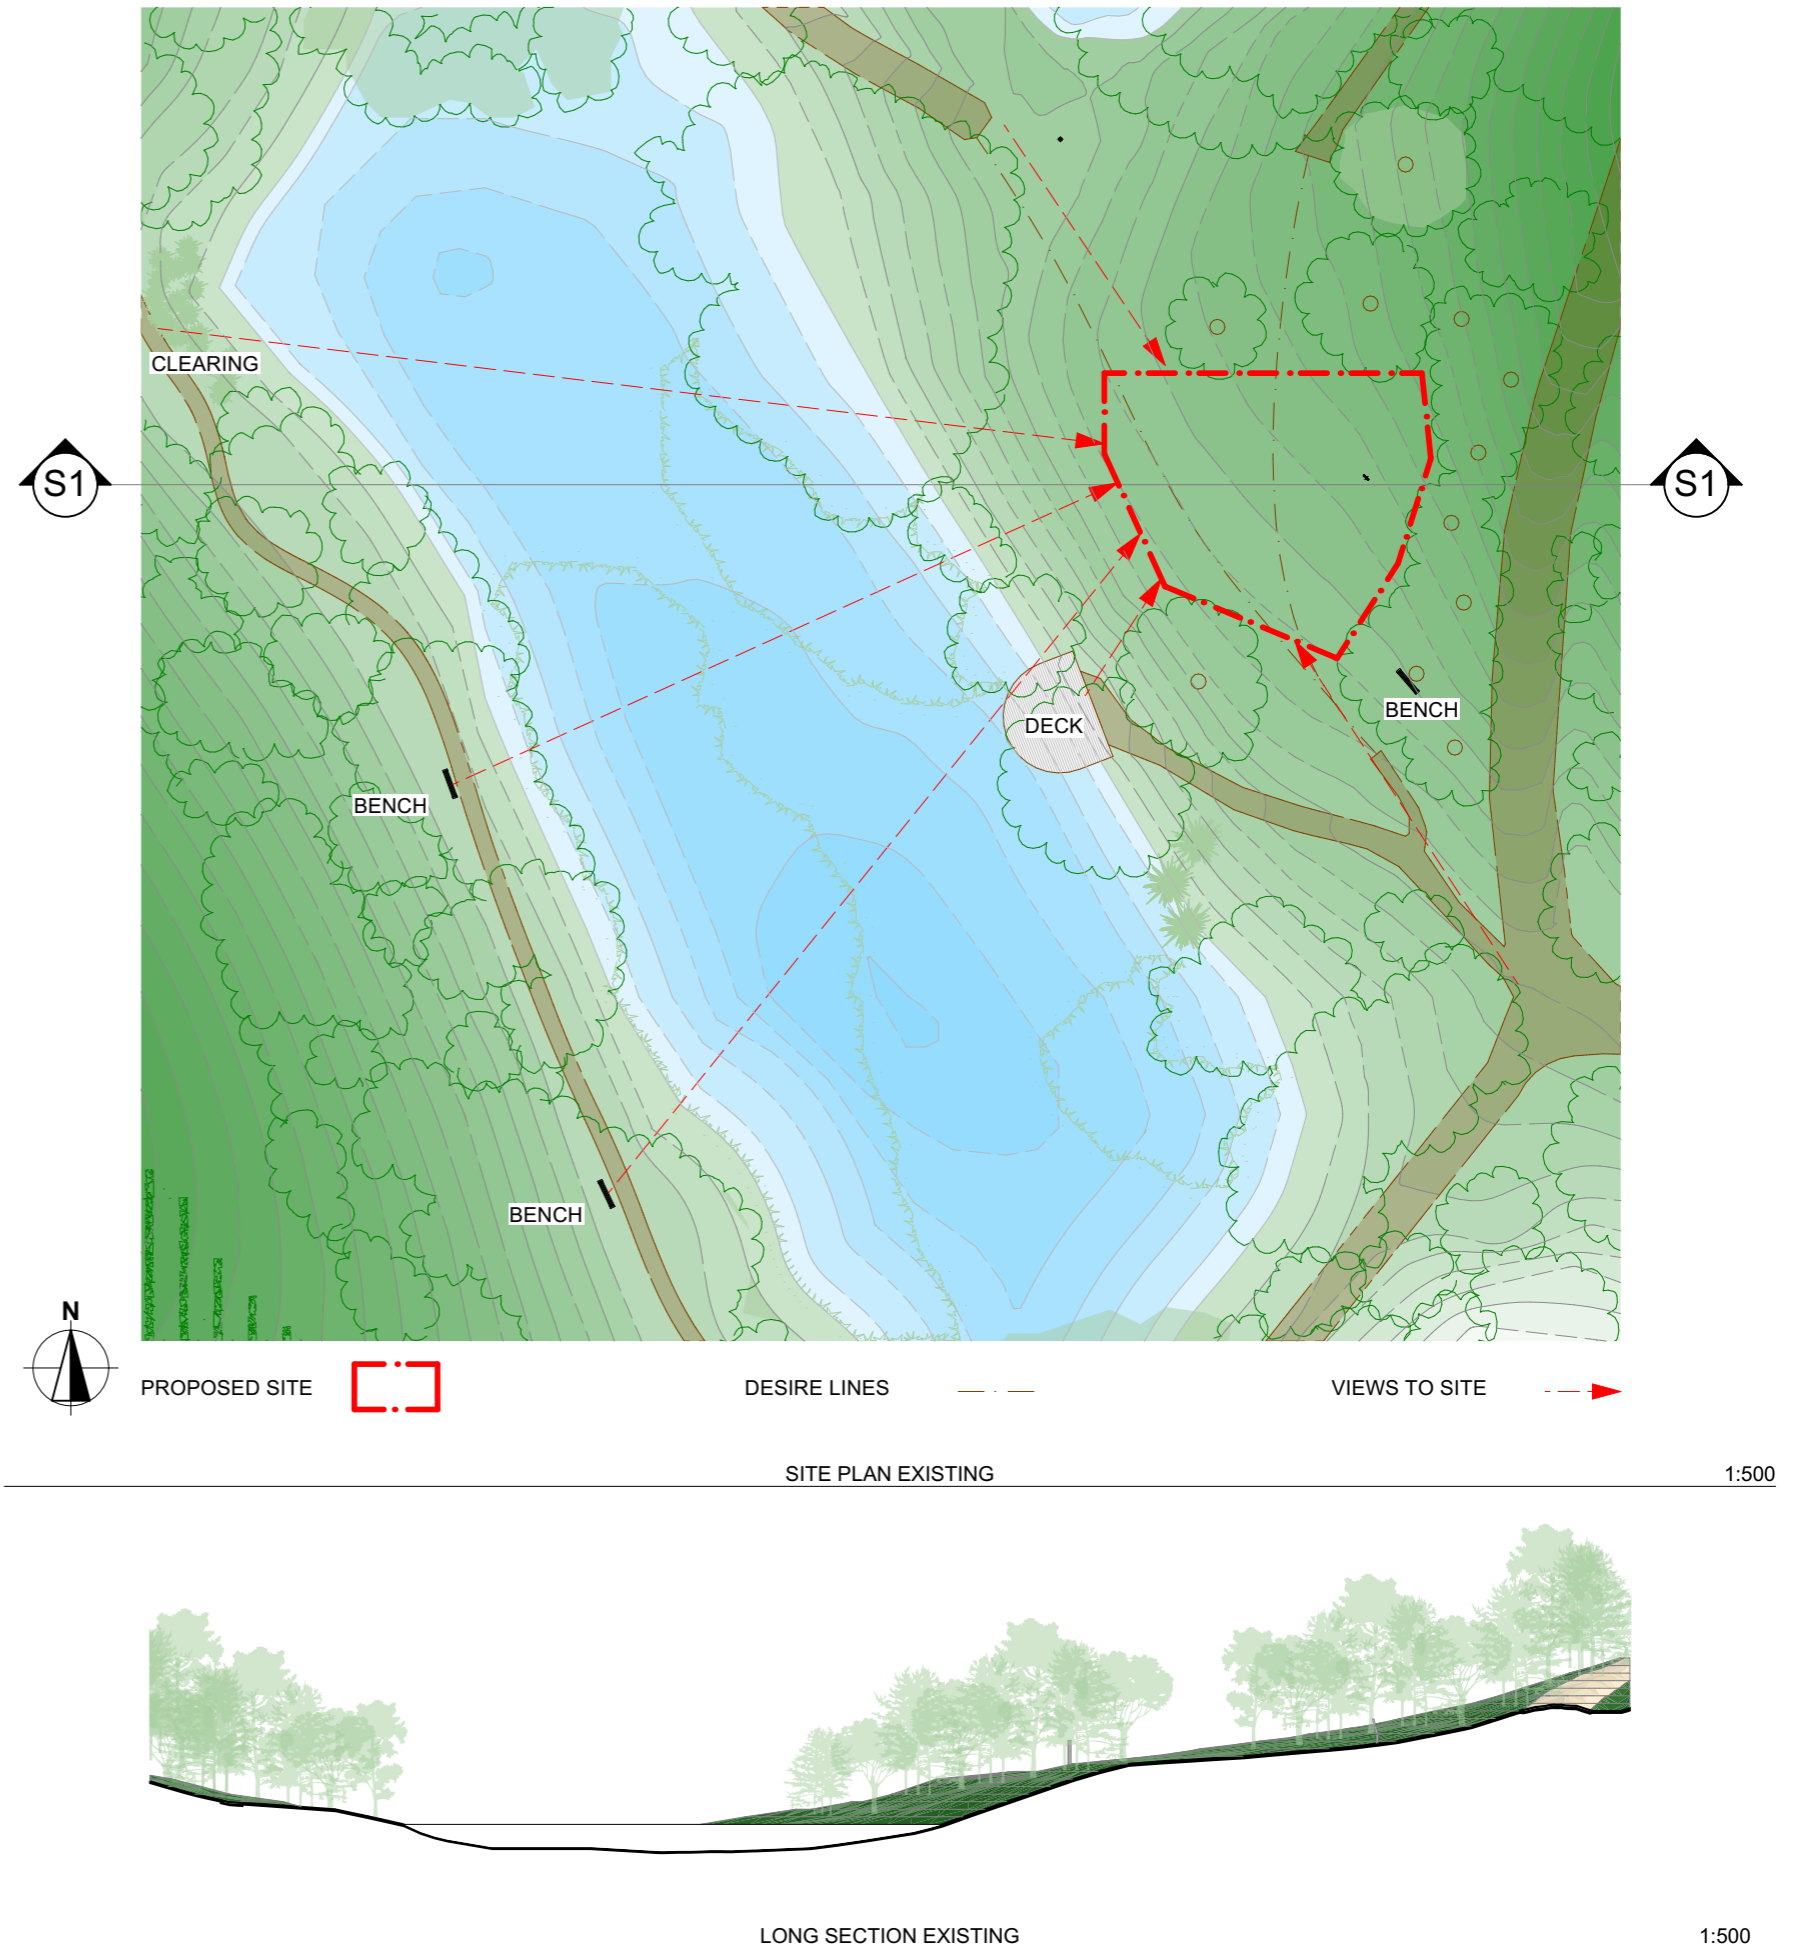 CLEARING
S1
S1
BENCH
DECK
BENCH
BENCH
N
PROPOSED SITE
DESIRE LINES
VIEWS TO SITE
SITE PLAN EXISTING
1:500
LONG SECTION EXISTING
1:500